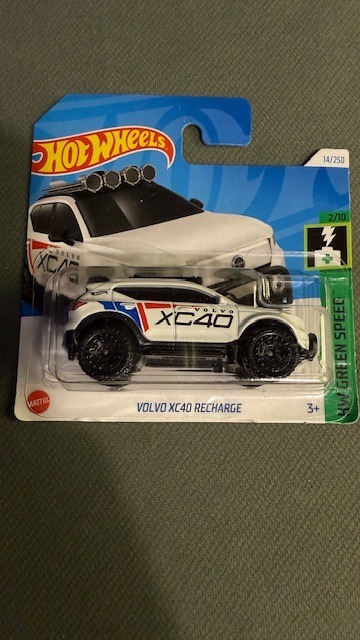 HOT WHEELS
14/250
2/10
VOLVO
XC40
VOLVO
XC40
HW GREEN SPEED
MATTEL
VOLVO XC40 RECHARGE
3+